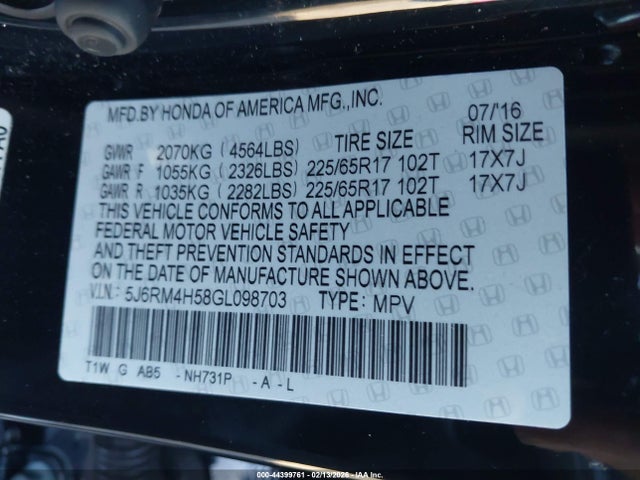 MFD.BY HONDA OF AMERICA MFG.,INC. 07/'16
GVWR 2070KG (4564LBS) TIRE SIZE RIM SIZE
GAWR F 1055KG (2326LBS) 225/65R17 102T 17X7J
GAWR R 1035KG (2282LBS) 225/65R17 102T 17X7J
THIS VEHICLE CONFORMS TO ALL APPLICABLE
FEDERAL MOTOR VEHICLE SAFETY
AND THEFT PREVENTION STANDARDS IN EFFECT
ON THE DATE OF MANUFACTURE SHOWN ABOVE.
V.I.N.: 5J6RM4H58GL098703 TYPE: MPV
T1W G AB5 -NH731P -A-L
000-44399761 - 02/13/2026 - IAA Inc.